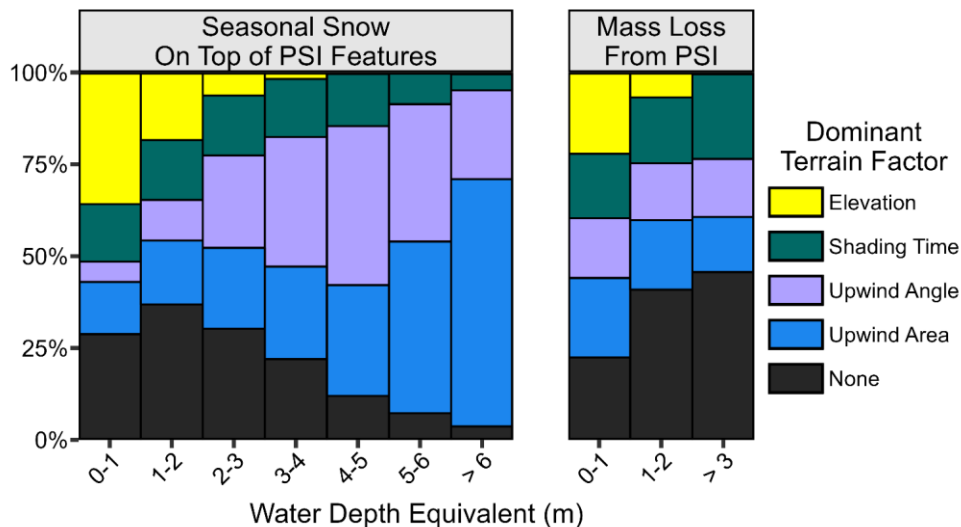 Seasonal Snow
On Top of PSI Features
Mass Loss
From PSI
100%
75%
50%
25%
0%
0-1
1-2
2-3
3-4
4-5
5-6
> 6
0-1
1-2
> 3
Water Depth Equivalent (m)
Dominant
Terrain Factor
Elevation
Shading Time
Upwind Angle
Upwind Area
None